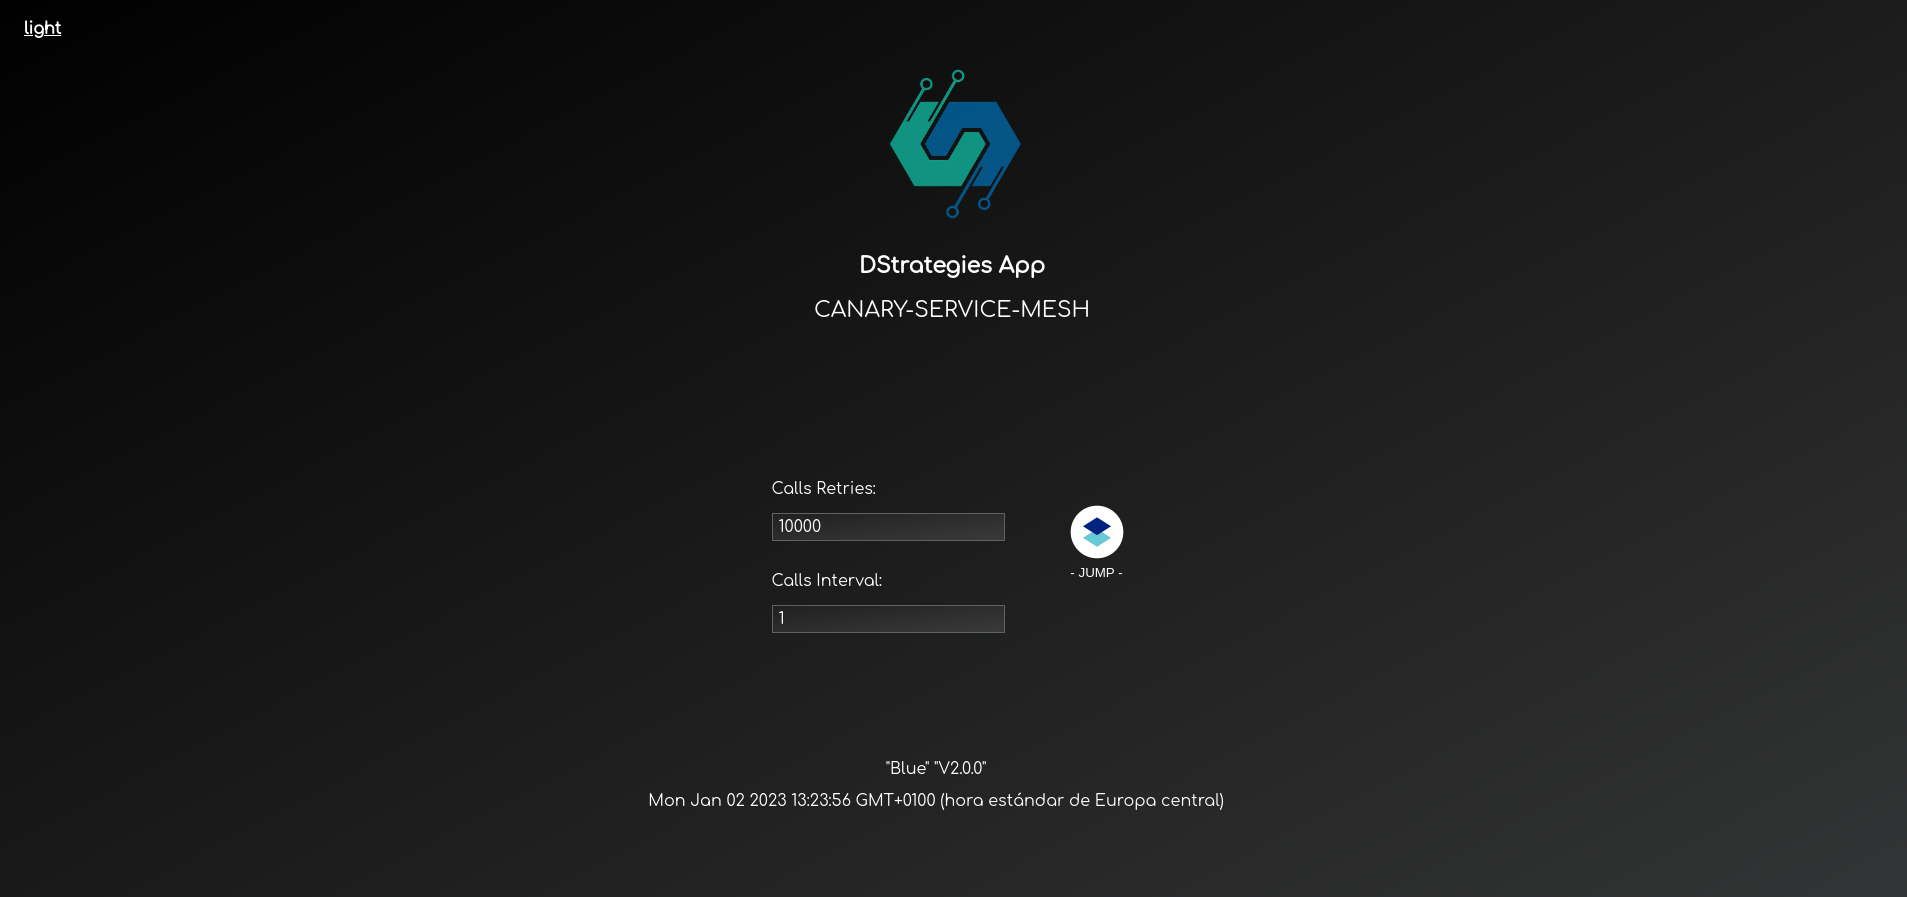 light
DStrategies App
CANARY-SERVICE-MESH
Calls Retries:
10000
- JUMP -
Calls Interval:
1
"Blue" "V2.0.0"
Mon Jan 02 2023 13:23:56 GMT+0100 (hora estándar de Europa central)